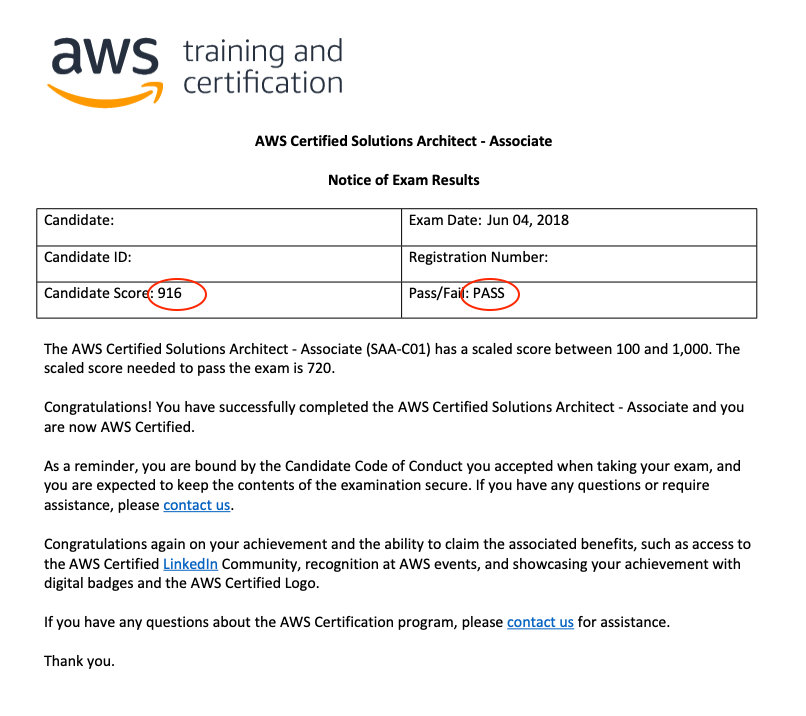 aws training and
certification
AWS Certified Solutions Architect - Associate
Notice of Exam Results
Candidate:
Exam Date: Jun 04, 2018
Candidate ID:
Registration Number:
Candidate Score: 916
Pass/Fail: PASS
The AWS Certified Solutions Architect - Associate (SAA-C01) has a scaled score between 100 and 1,000. The
scaled score needed to pass the exam is 720.
Congratulations! You have successfully completed the AWS Certified Solutions Architect - Associate and you
are now AWS Certified.
As a reminder, you are bound by the Candidate Code of Conduct you accepted when taking your exam, and
you are expected to keep the contents of the examination secure. If you have any questions or require
assistance, please contact us.
Congratulations again on your achievement and the ability to claim the associated benefits, such as access to
the AWS Certified LinkedIn Community, recognition at AWS events, and showcasing your achievement with
digital badges and the AWS Certified Logo.
If you have any questions about the AWS Certification program, please contact us for assistance.
Thank you.